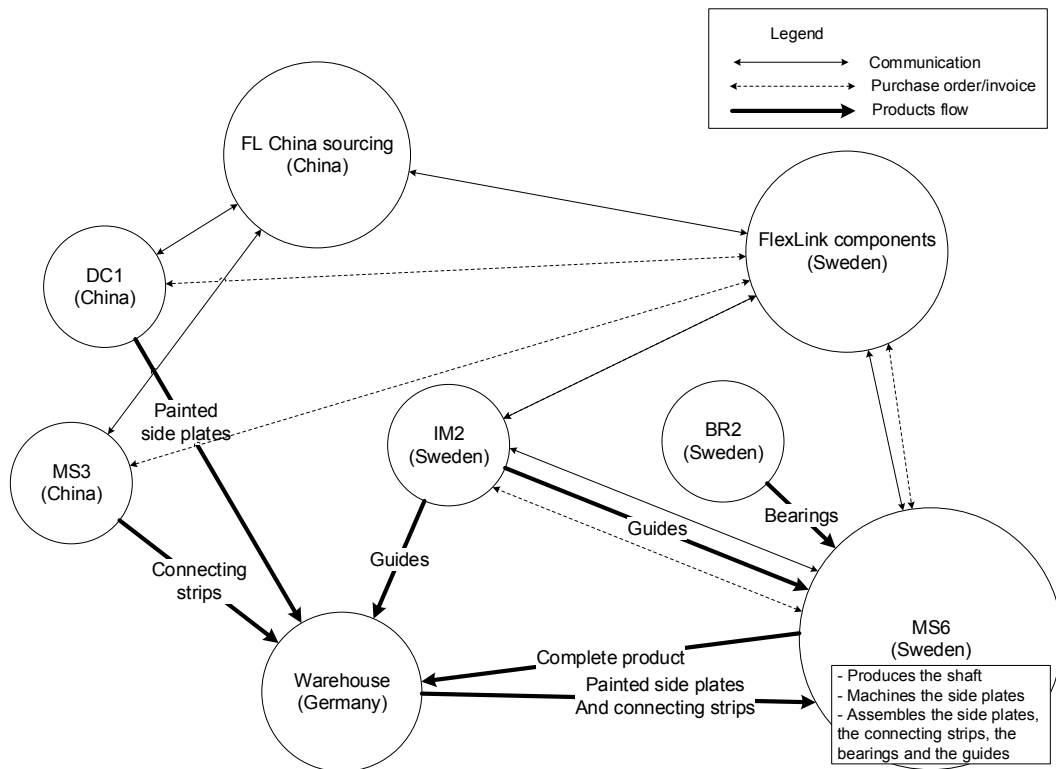 Legend
Communication
Purchase order/invoice
Products flow
FL China sourcing
(China)
FlexLink components
(Sweden)
DC1
(China)
Painted
side plates
MS3
(China)
IM2
(Sweden)
BR2
(Sweden)
Bearings
Guides
Guides
Connecting
strips
MS6
(Sweden)
Complete product
Warehouse
(Germany)
Painted side plates
And connecting strips
- Produces the shaft
- Machines the side plates
- Assembles the side plates,
the connecting strips, the
bearings and the guides